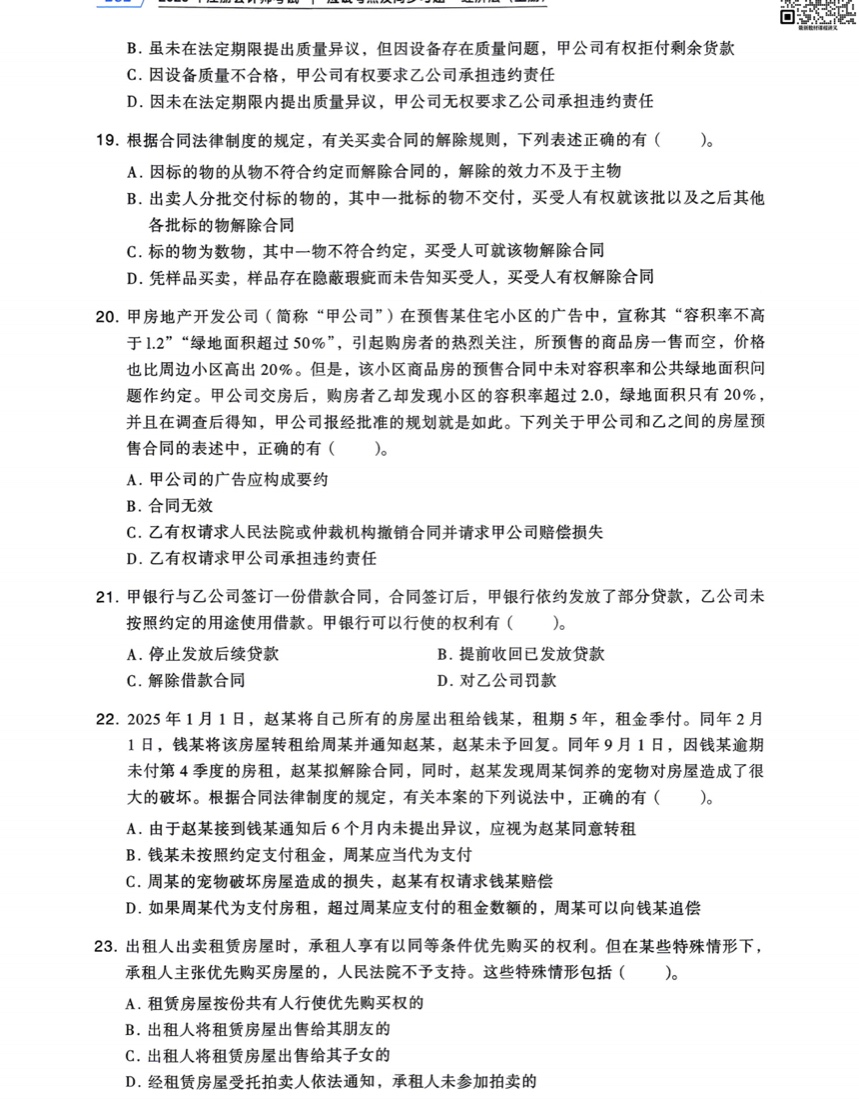 B. 虽未在法定期限提出质量异议，但因设备存在质量问题，甲公司有权拒付剩余货款
C. 因设备质量不合格，甲公司有权要求乙公司承担违约责任
D. 因未在法定期限内提出质量异议，甲公司无权要求乙公司承担违约责任
19. 根据合同法律制度的规定，有关买卖合同的解除规则，下列表述正确的有（　　）。
A. 因标的物的从物不符合约定而解除合同的，解除的效力不及于主物
B. 出卖人分批交付标的物的，其中一批标的物不交付，买受人有权就该批以及之后其他
各批标的物解除合同
C. 标的物为数物，其中一物不符合约定，买受人可就该物解除合同
D. 凭样品买卖，样品存在隐蔽瑕疵而未告知买受人，买受人有权解除合同
20. 甲房地产开发公司（简称“甲公司”）在预售某住宅小区的广告中，宣称其“容积率不高
于1.2”“绿地面积超过50%”，引起购房者的热烈关注，所预售的商品房一售而空，价格
也比周边小区高出20%。但是，该小区商品房的预售合同中未对容积率和公共绿地面积问
题作约定。甲公司交房后，购房者乙却发现小区的容积率超过2.0，绿地面积只有20%，
并且在调查后得知，甲公司报经批准的规划就是如此。下列关于甲公司和乙之间的房屋预
售合同的表述中，正确的有（　　）。
A. 甲公司的广告应构成要约
B. 合同无效
C. 乙有权请求人民法院或仲裁机构撤销合同并请求甲公司赔偿损失
D. 乙有权请求甲公司承担违约责任
21. 甲银行与乙公司签订一份借款合同，合同签订后，甲银行依约发放了部分贷款，乙公司未
按照约定的用途使用借款。甲银行可以行使的权利有（　　）。
A. 停止发放后续贷款　　B. 提前收回已发放贷款
C. 解除借款合同　　D. 对乙公司罚款
22. 2025年1月1日，赵某将自己所有的房屋出租给钱某，租期5年，租金季付。同年2月
1日，钱某将该房屋转租给周某并通知赵某，赵某未予回复。同年9月1日，因钱某逾期
未付第4季度的房租，赵某拟解除合同，同时，赵某发现周某饲养的宠物对房屋造成了很
大的破坏。根据合同法律制度的规定，有关本案的下列说法中，正确的有（　　）。
A. 由于赵某接到钱某通知后6个月内未提出异议，应视为赵某同意转租
B. 钱某未按照约定支付租金，周某应当代为支付
C. 周某的宠物破坏房屋造成的损失，赵某有权请求钱某赔偿
D. 如果周某代为支付房租，超过周某应支付的租金数额的，周某可以向钱某追偿
23. 出租人出卖租赁房屋时，承租人享有以同等条件优先购买的权利。但在某些特殊情形下，
承租人主张优先购买房屋的，人民法院不予支持。这些特殊情形包括（　　）。
A. 租赁房屋按份共有人行使优先购买权的
B. 出租人将租赁房屋出售给其朋友的
C. 出租人将租赁房屋出售给其子女的
D. 经租赁房屋受托拍卖人依法通知，承租人未参加拍卖的